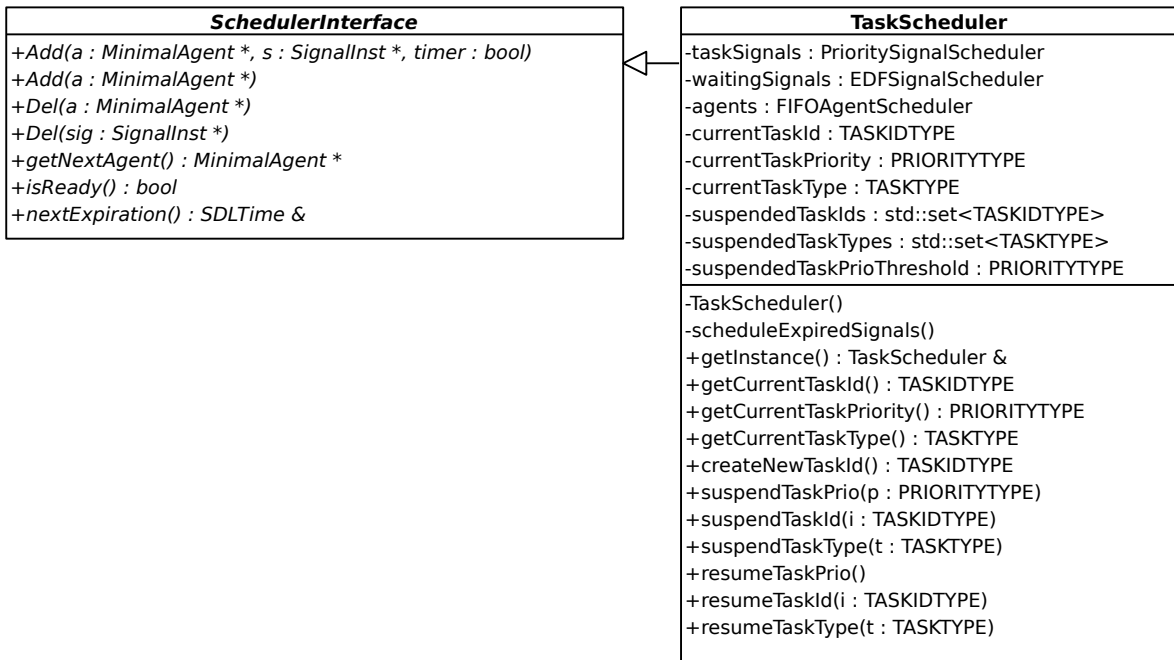 SchedulerInterface
+Add(a : MinimalAgent *, s : SignalInst *, timer : bool)
+Add(a : MinimalAgent *)
+Del(a : MinimalAgent *)
+Del(sig : SignalInst *)
+getNextAgent() : MinimalAgent *
+isReady() : bool
+nextExpiration() : SDLTime &
TaskScheduler
-taskSignals : PrioritySignalScheduler
-waitingSignals : EDFSignalScheduler
-agents : FIFOAgentScheduler
-currentTaskId : TASKIDTYPE
-currentTaskPriority : PRIORITYTYPE
-currentTaskType : TASKTYPE
-suspendedTaskIds : std::set<TASKIDTYPE>
-suspendedTaskTypes : std::set<TASKTYPE>
-suspendedTaskPrioThreshold : PRIORITYTYPE
-TaskScheduler()
-scheduleExpiredSignals()
+getInstance() : TaskScheduler &
+getCurrentTaskId() : TASKIDTYPE
+getCurrentTaskPriority() : PRIORITYTYPE
+getCurrentTaskType() : TASKTYPE
+createNewTaskId() : TASKIDTYPE
+suspendTaskPrio(p : PRIORITYTYPE)
+suspendTaskId(i : TASKIDTYPE)
+suspendTaskType(t : TASKTYPE)
+resumeTaskPrio()
+resumeTaskId(i : TASKIDTYPE)
+resumeTaskType(t : TASKTYPE)